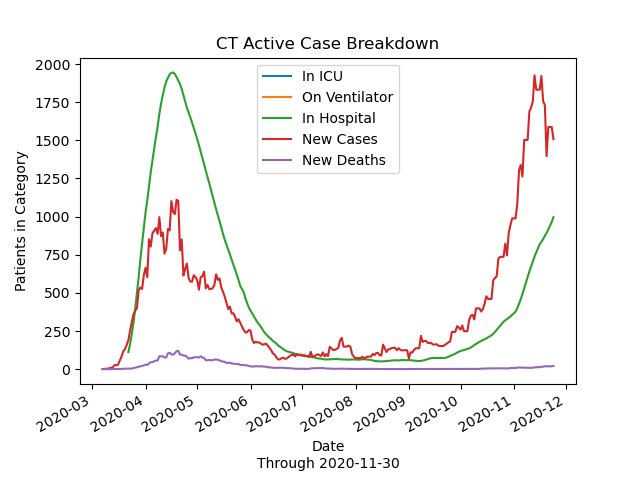 CT Active Case Breakdown
2000
1750
1500
1250
1000
750
500
250
0
Patients in Category
In ICU
On Ventilator
In Hospital
New Cases
New Deaths
2020-03
2020-04
2020-05
2020-06
2020-07
2020-08
2020-09
2020-10
2020-11
2020-12
Date
Through 2020-11-30